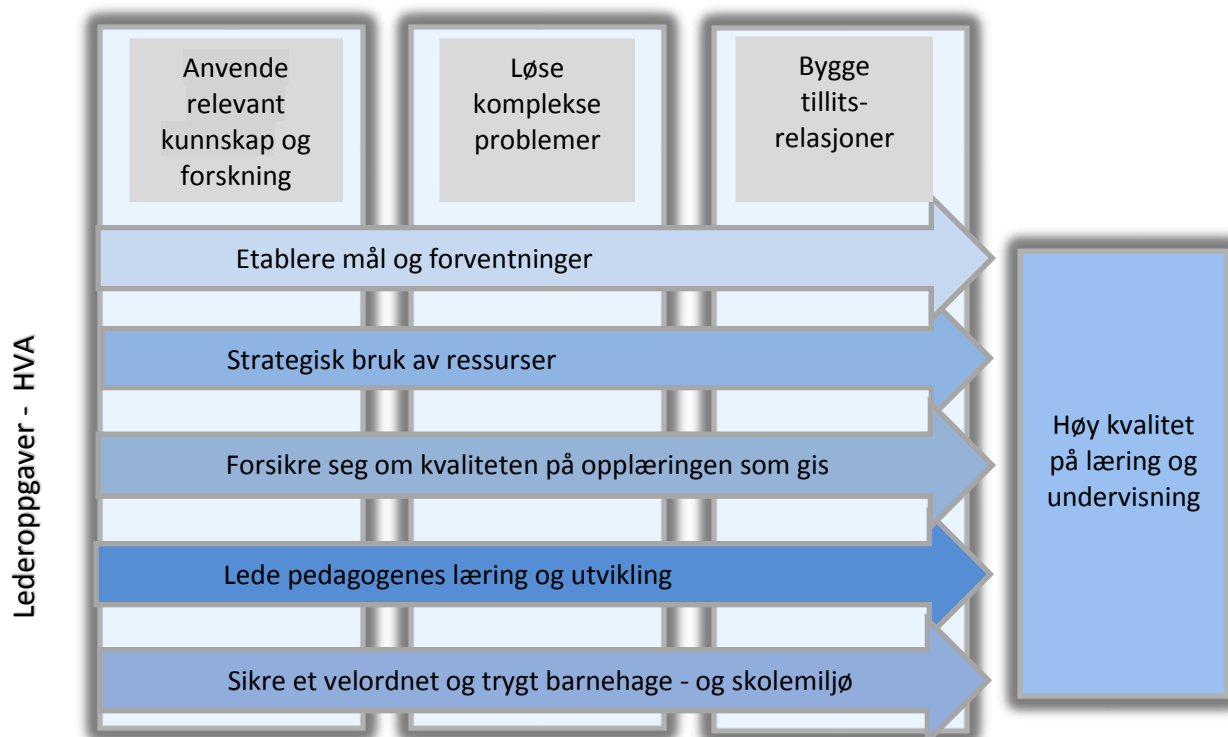 Anvende
relevant
kunnskap og
forskning
Løse
komplekse
problemer
Bygge
tillits-
relasjoner
Lederoppgaver - HVA
Etablere mål og forventninger
Strategisk bruk av ressurser
Forsikre seg om kvaliteten på opplæringen som gis
Lede pedagogenes læring og utvikling
Sikre et velordnet og trygt barnehage - og skolemiljø
Høy kvalitet
på læring og
undervisning